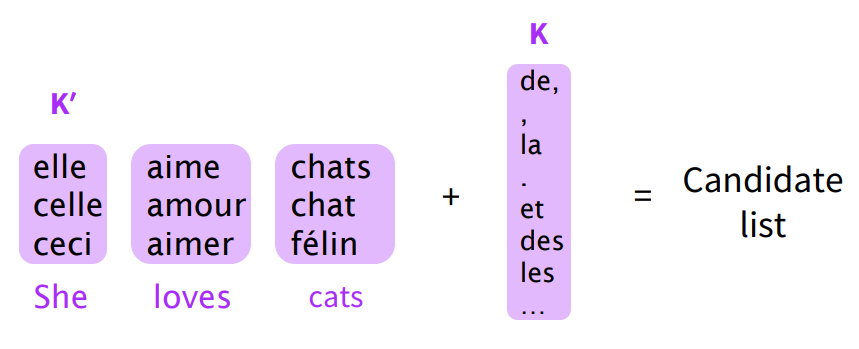 K
K′
elle
celle
ceci
She
aime
amour
aimer
loves
chats
chat
félin
cats
+
de,
,
la
.
et
des
les
...
=
Candidate
list